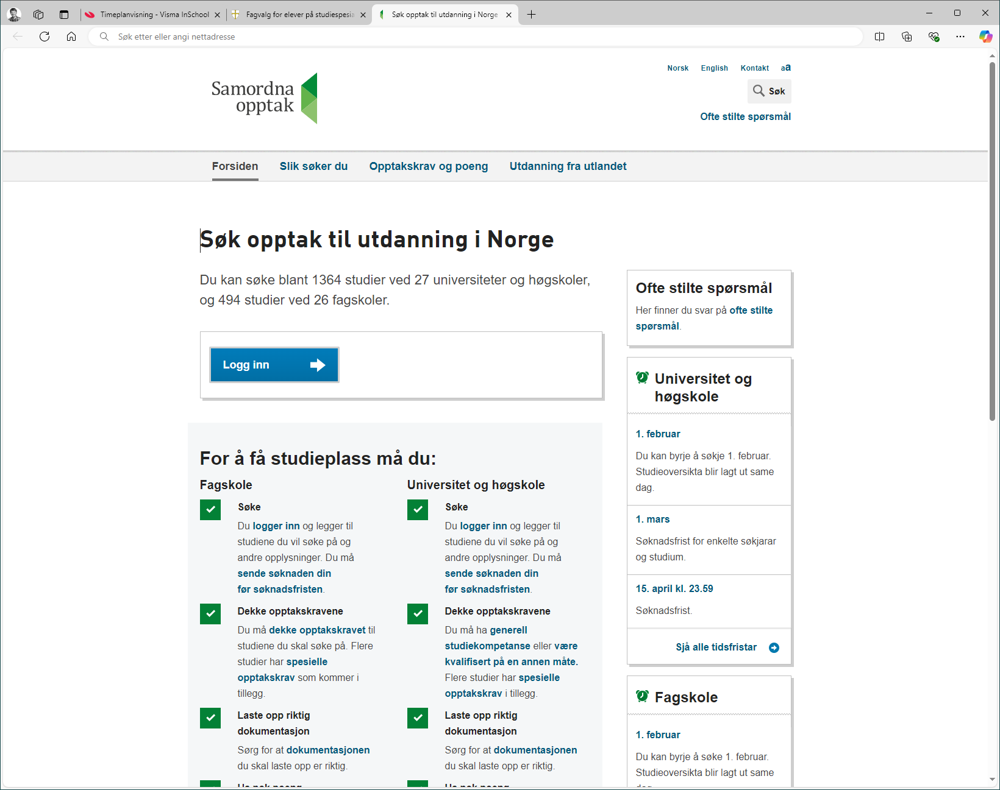 Timeplanvisning - Visma InSchool
Fagvalg for elever på studiespesia
Søk opptak til utdanning i Norge
Søk etter eller angi nettadresse
Norsk English Kontakt aa
Samordna
opptak
Søk
Ofte stilte spørsmål
Forsiden Slik søker du Opptakskrav og poeng Utdanning fra utlandet
Søk opptak til utdanning i Norge
Du kan søke blant 1364 studier ved 27 universiteter og høgskoler,
og 494 studier ved 26 fagskoler.
Logg inn
For å få studieplass må du:
Fagskole
Søke
Du logger inn og legger til
studiene du vil søke på og
andre opplysninger. Du må
sende søknaden din
før søknadsfristen.
Dekke opptakskravene
Du må dekke opptakskravet til
studiene du skal søke på. Flere
studier har spesielle
opptakskrav som kommer i
tillegg.
Laste opp riktig
dokumentasjon
Sørg for at dokumentasjonen
du skal laste opp er riktig.
Universitet og høgskole
Søke
Du logger inn og legger til
studiene du vil søke på og
andre opplysninger. Du må
sende søknaden din
før søknadsfristen.
Dekke opptakskravene
Du må ha generell
studiekompetanse eller være
kvalifisert på en annen måte.
Flere studier har spesielle
opptakskrav i tillegg.
Laste opp riktig
dokumentasjon
Sørg for at dokumentasjonen
du skal laste opp er riktig.
Ofte stilte spørsmål
Her finner du svar på ofte stilte
spørsmål.
Universitet og
høgskole
1. februar
Du kan byrje å søkje 1. februar.
Studieoversikta blir lagt ut same
dag.
1. mars
Søknadsfrist for enkelte søkjarar
og studium.
15. april kl. 23.59
Søknadsfrist.
Sjå alle tidsfristar
Fagskole
1. februar
Du kan byrje å søke 1. februar.
Studieoversikta blir lagt ut same